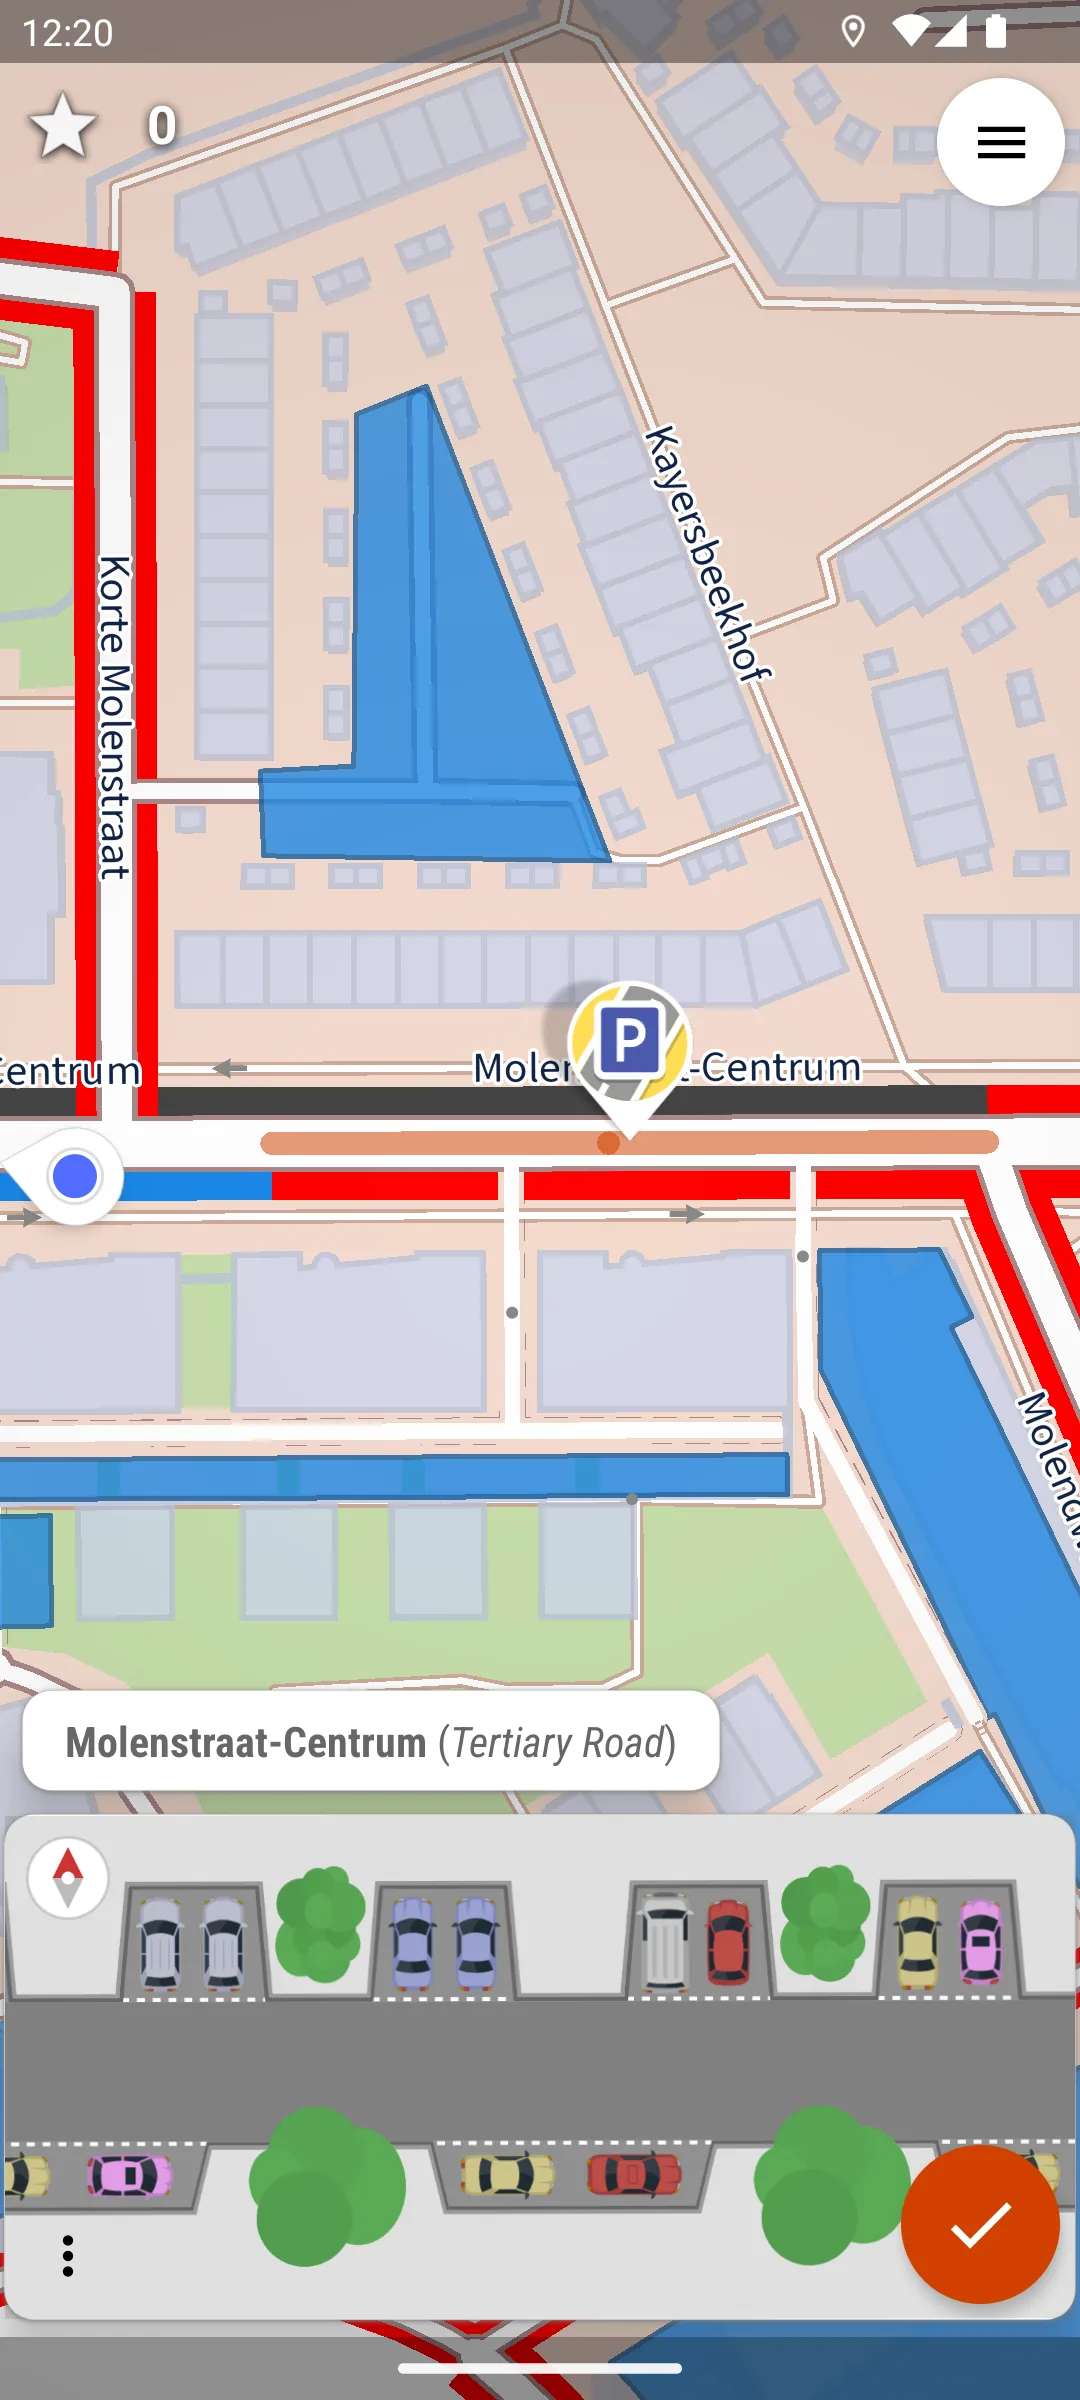 12:20
0
Kayersbeekhof
Korte Molenstraat
Centrum
-Centrum
P
Molenstraat-Centrum (Tertiary Road)